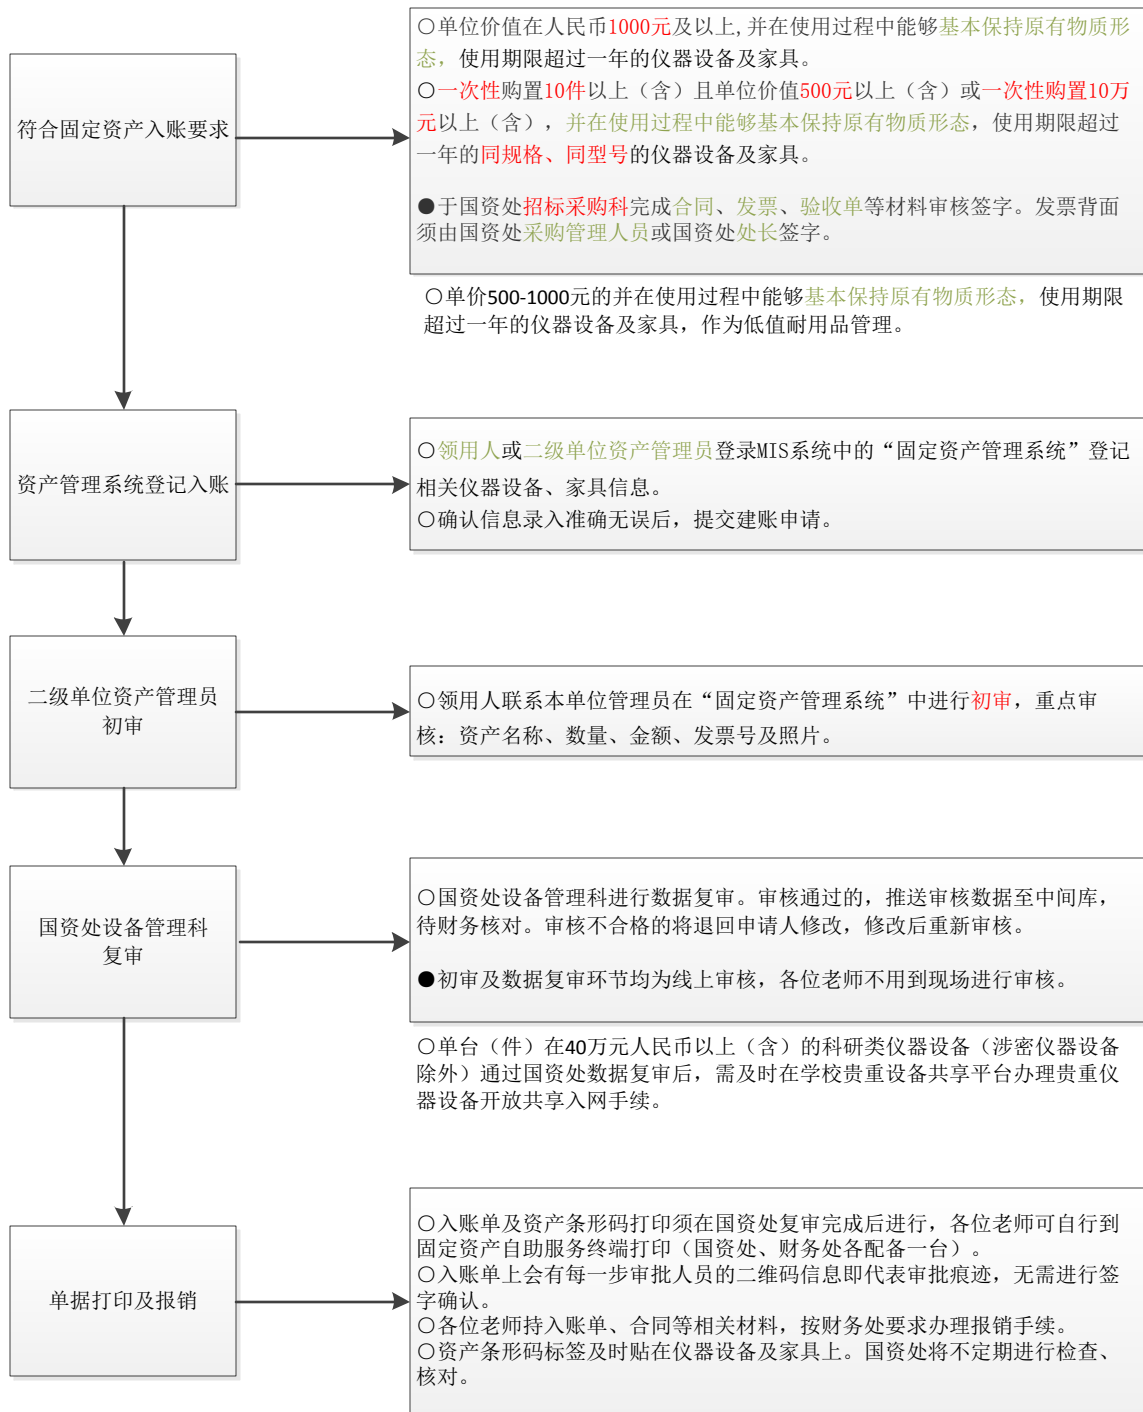 符合固定资产入账要求
○单位价值在人民币1000元及以上,并在使用过程中能够基本保持原有物质形
态，使用期限超过一年的仪器设备及家具。
○一次性购置10件以上（含）且单位价值500元以上（含）或一次性购置10万
元以上（含），并在使用过程中能够基本保持原有物质形态，使用期限超过
一年的同规格、同型号的仪器设备及家具。
●于国资处招标采购科完成合同、发票、验收单等材料审核签字。发票背面
须由国资处采购管理人员或国资处处长签字。
○单价500-1000元的并在使用过程中能够基本保持原有物质形态，使用期限
超过一年的仪器设备及家具，作为低值耐用品管理。
资产管理系统登记入账
○领用人或二级单位资产管理员登录MIS系统中的“固定资产管理系统”登记
相关仪器设备、家具信息。
○确认信息录入准确无误后，提交建账申请。
二级单位资产管理员
初审
○领用人联系本单位管理员在“固定资产管理系统”中进行初审，重点审
核：资产名称、数量、金额、发票号及照片。
国资处设备管理科
复审
○国资处设备管理科进行数据复审。审核通过的，推送审核数据至中间库，
待财务核对。审核不合格的将退回申请人修改，修改后重新审核。
●初审及数据复审环节均为线上审核，各位老师不用到现场进行审核。
○单台（件）在40万元人民币以上（含）的科研类仪器设备（涉密仪器设备
除外）通过国资处数据复审后，需及时在学校贵重设备共享平台办理贵重仪
器设备开放共享入网手续。
单据打印及报销
○入账单及资产条形码打印须在国资处复审完成后进行，各位老师可自行到
固定资产自助服务终端打印（国资处、财务处各配备一台）。
○入账单上会有每一步审批人员的二维码信息即代表审批痕迹，无需进行签
字确认。
○各位老师持入账单、合同等相关材料，按财务处要求办理报销手续。
○资产条形码标签及时贴在仪器设备及家具上。国资处将不定期进行检查、
核对。